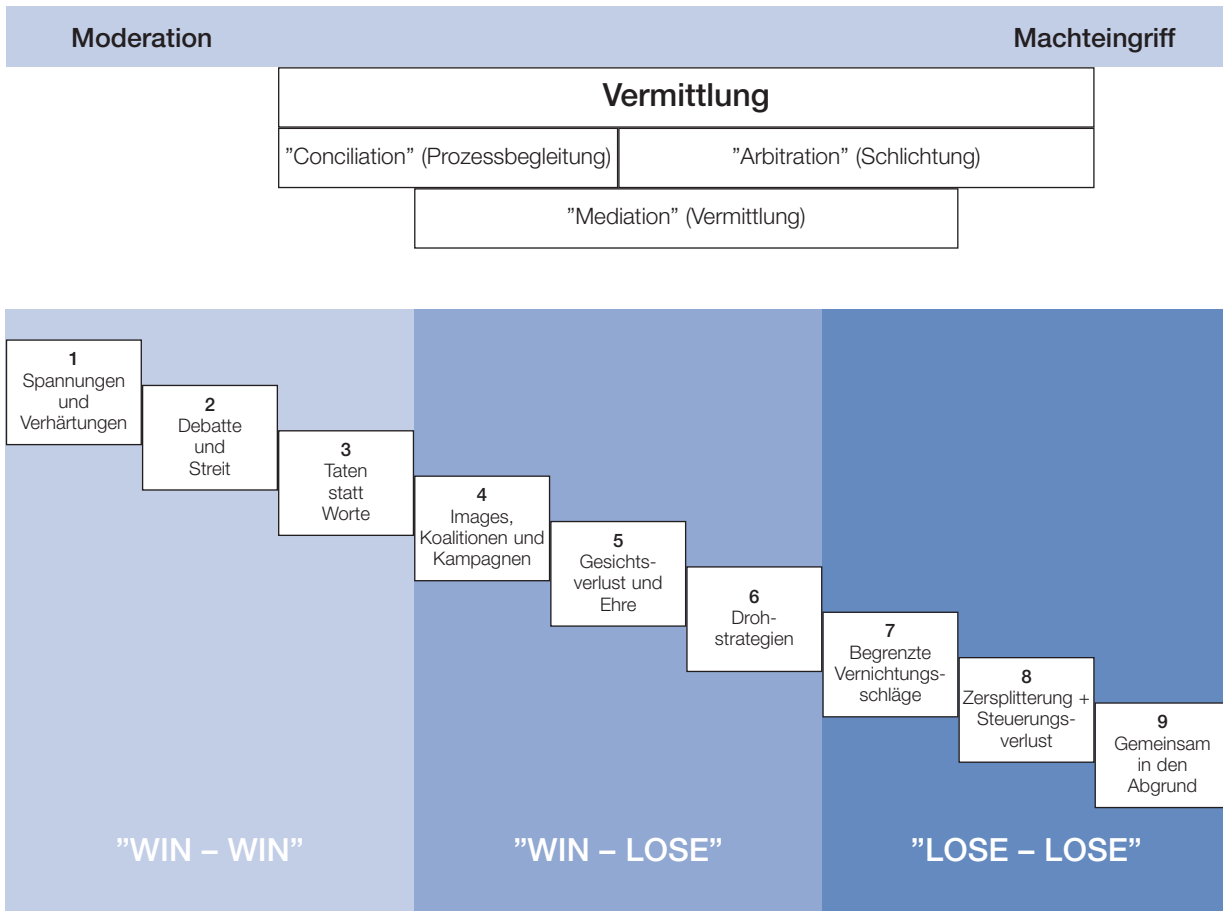 Moderation Machteingriff
Vermittlung
”Conciliation” (Prozessbegleitung) ”Arbitration” (Schlichtung)
”Mediation” (Vermittlung)
1
Spannungen
und
Verhärtungen
2
Debatte
und
Streit
3
Taten
statt
Worte
4
Images,
Koalitionen und
Kampagnen
5
Gesichts-
verlust und
Ehre
6
Droh-
strategien
7
Begrenzte
Vernichtungs-
schläge
8
Zersplitterung +
Steuerungs-
verlust
9
Gemeinsam
in den
Abgrund
”WIN – WIN” ”WIN – LOSE” ”LOSE – LOSE”